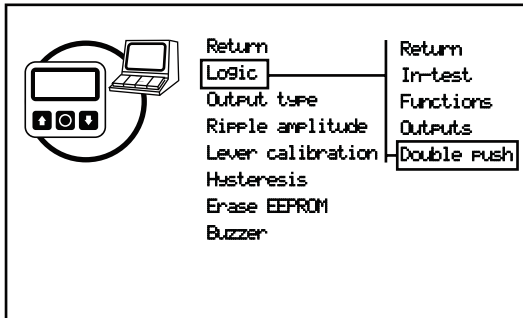 Return
Logic
Output type
Ripple amplitude
Lever calibration
Hysteresis
Erase EEPROM
Buzzer
Return
In-test
Functions
Outputs
Double push